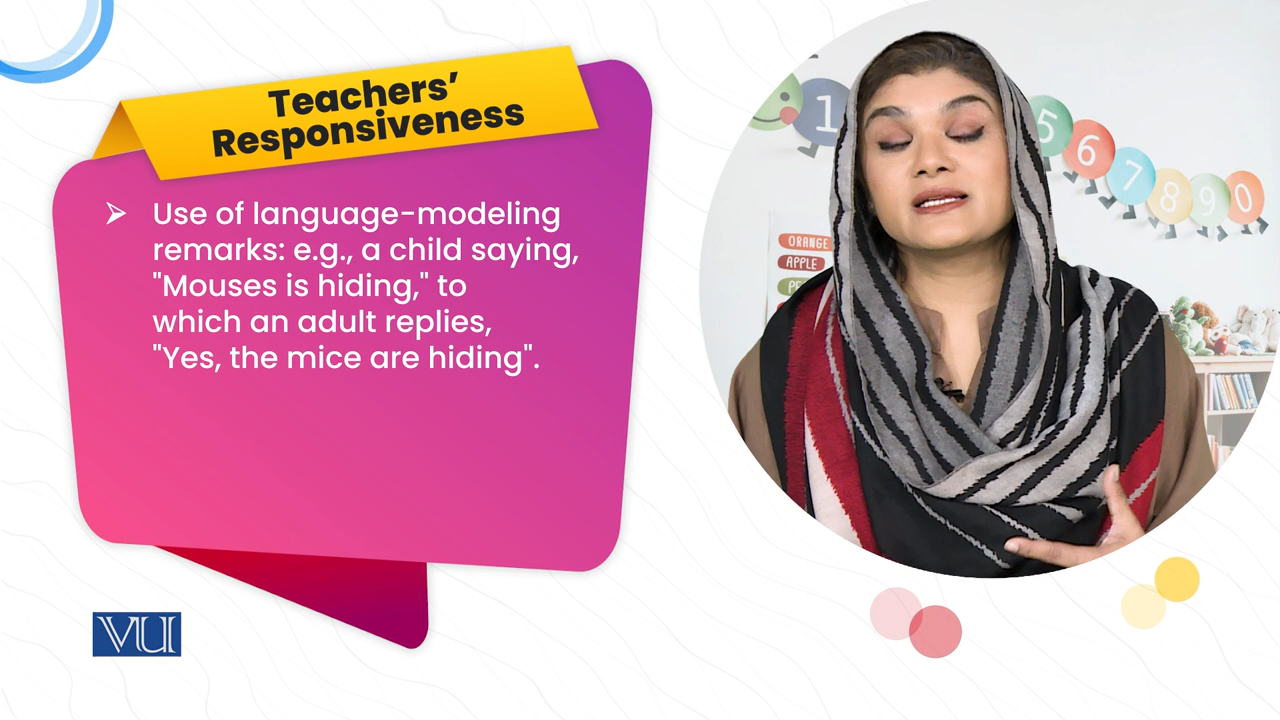 Teachers’
Responsiveness
➢ Use of language-modeling
remarks: e.g., a child saying,
"Mouses is hiding," to
which an adult replies,
"Yes, the mice are hiding".
1
5
6
7
8
9
0
ORANGE
APPLE
PE
VU